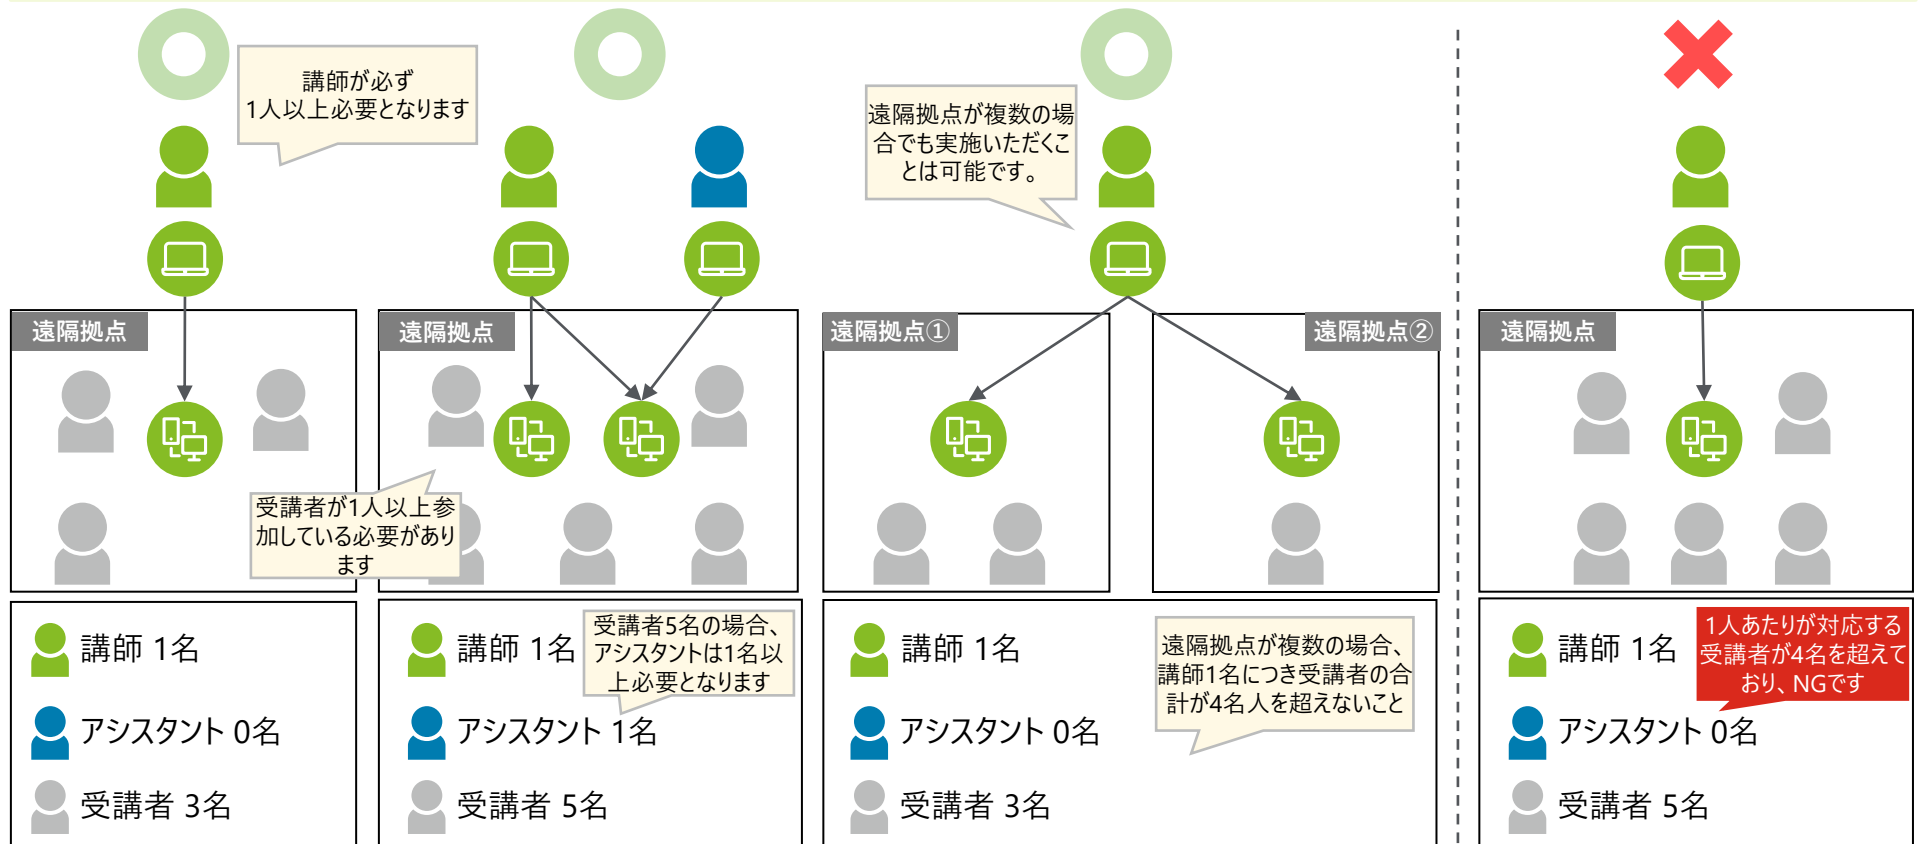 講師が必ず
1人以上必要となります
遠隔拠点が複数の場
合でも実施いただくこ
とは可能です。
遠隔拠点
遠隔拠点
遠隔拠点①
遠隔拠点②
遠隔拠点
受講者が1人以上参
加している必要があり
ます
講師 1名
アシスタント 0名
受講者 3名
講師 1名
受講者5名の場合、
アシスタントは1名以
上必要となります
アシスタント 1名
受講者 5名
講師 1名
遠隔拠点が複数の場合、
講師1名につき受講者の合
計が4名人を超えないこと
アシスタント 0名
受講者 3名
講師 1名
1人あたりが対応する
受講者が4名を超えて
おり、NGです
アシスタント 0名
受講者 5名